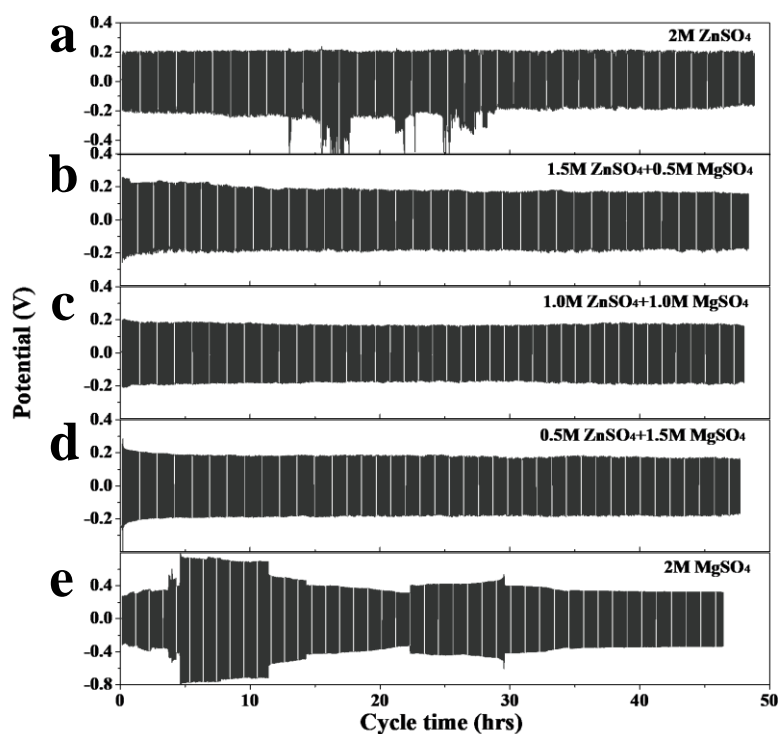 a
2M ZnSO₄
0.4
0.2
0.0
-0.2
-0.4
b
1.5M ZnSO₄+0.5M MgSO₄
0.4
0.2
0.0
-0.2
c
1.0M ZnSO₄+1.0M MgSO₄
0.4
0.2
0.0
-0.2
d
0.5M ZnSO₄+1.5M MgSO₄
0.4
0.2
0.0
-0.2
e
2M MgSO₄
0.4
0.0
-0.4
-0.8
Potential (V)
0 10 20 30 40 50
Cycle time (hrs)